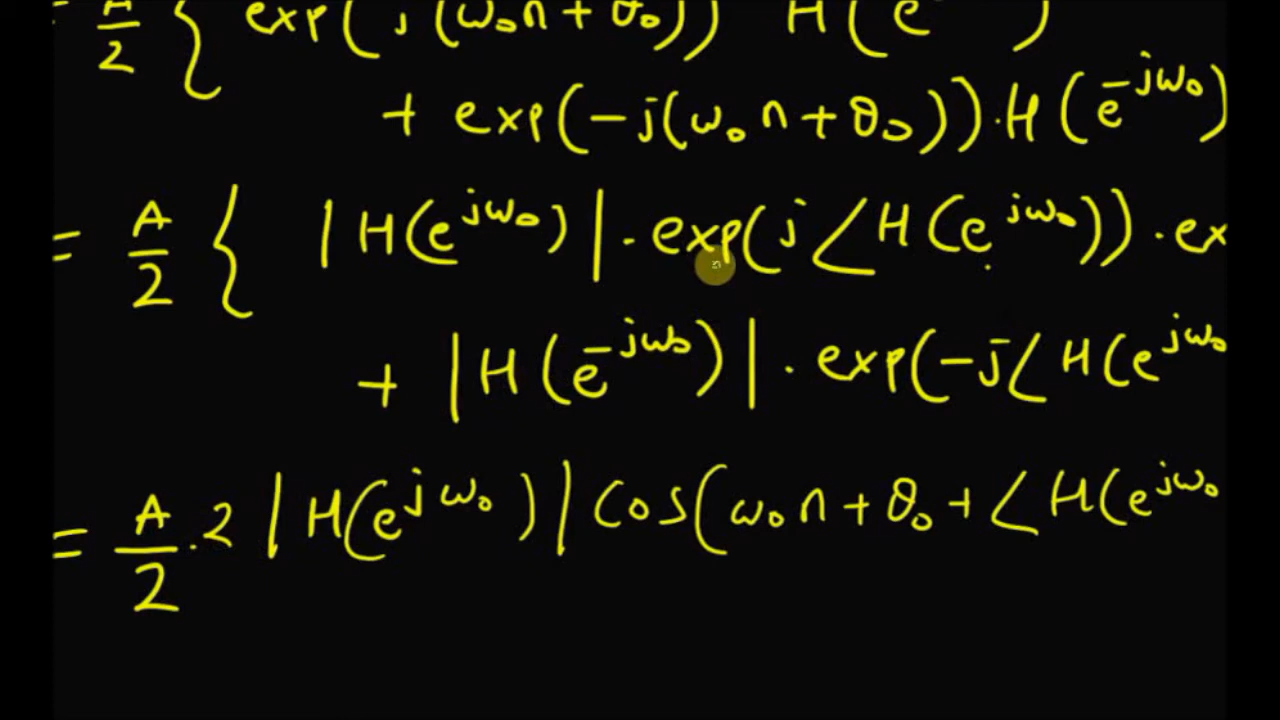 = A/2 { exp(j(ω₀n + θ₀)) H(e )
+ exp(-j(ω₀n + θ₀)).H(e^-jω₀)
= A/2 { |H(e^jω₀)|.exp(j∠H(e^jω₀)).ex
+ |H(e^-jω₀)|.exp(-j∠H(e^jω₀
= A/2 .2 |H(e^jω₀)| Cos(ω₀n + θ₀ + ∠H(e^jω₀